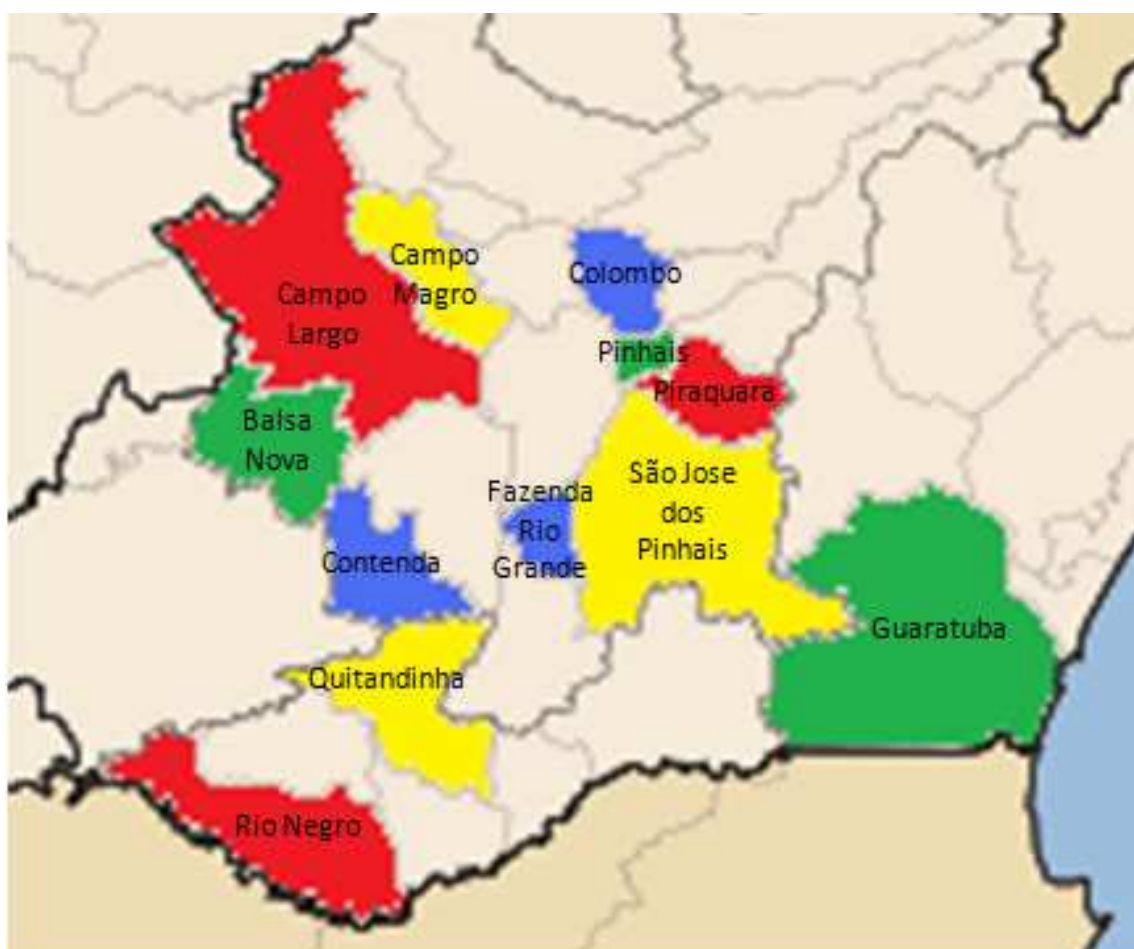 Campo
Magro
Colombo
Campo
Largo
Pinhais
Piraquara
Balsa
Nova
São Jose
dos
Pinhais
Fazenda
Rio
Grande
Contenda
Guaratuba
Quitandinha
Rio Negro